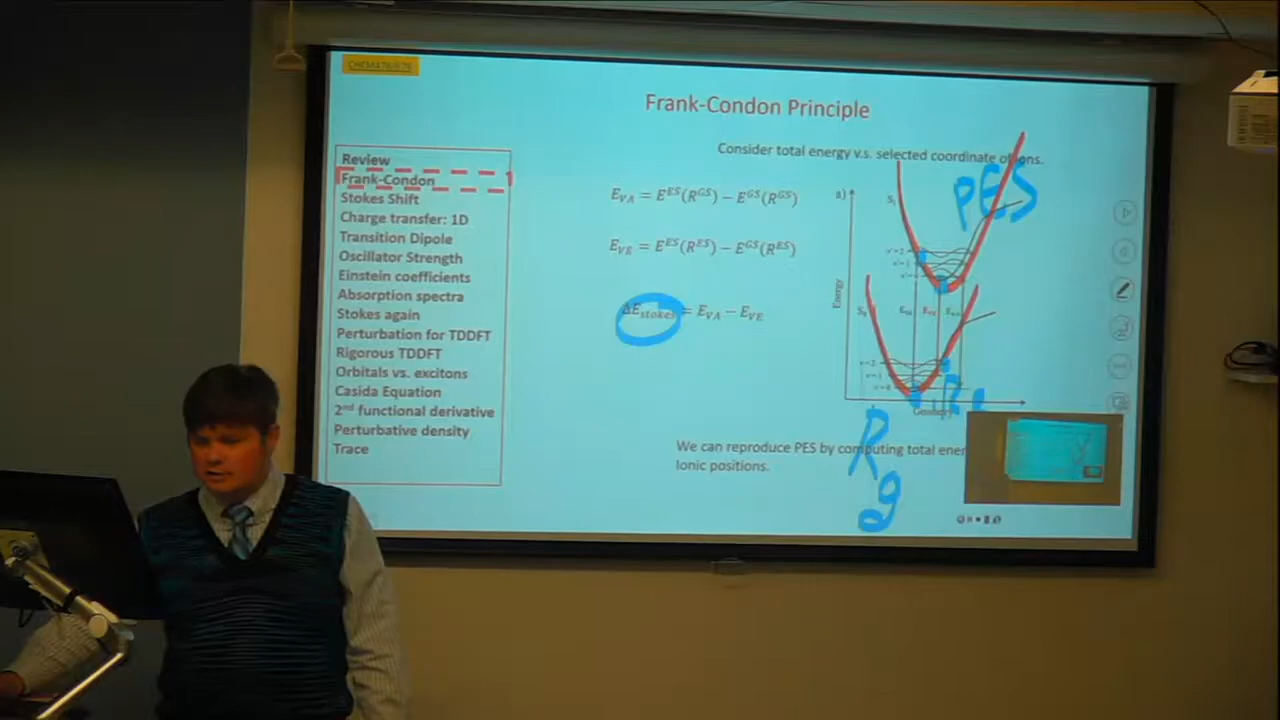 Frank-Condon Principle
Review
Frank-Condon
Stokes Shift
Charge transfer: 1D
Transition Dipole
Oscillator Strength
Einstein coefficients
Absorption spectra
Stokes again
Perturbation for TDDFT
Rigorous TDDFT
Orbitals vs. excitons
Casida Equation
2nd functional derivative
Perturbative density
Trace
Consider total energy v.s. selected coordinate of ions.
E_VA = E^ES(R^GS) − E^GS(R^GS)
E_VE = E^ES(R^ES) − E^GS(R^ES)
ΔE_stokes = E_VA − E_VE
a)
S₁
PES
Energy
S₀
Geometry
R
g
We can reproduce PES by computing total ener
Ionic positions.